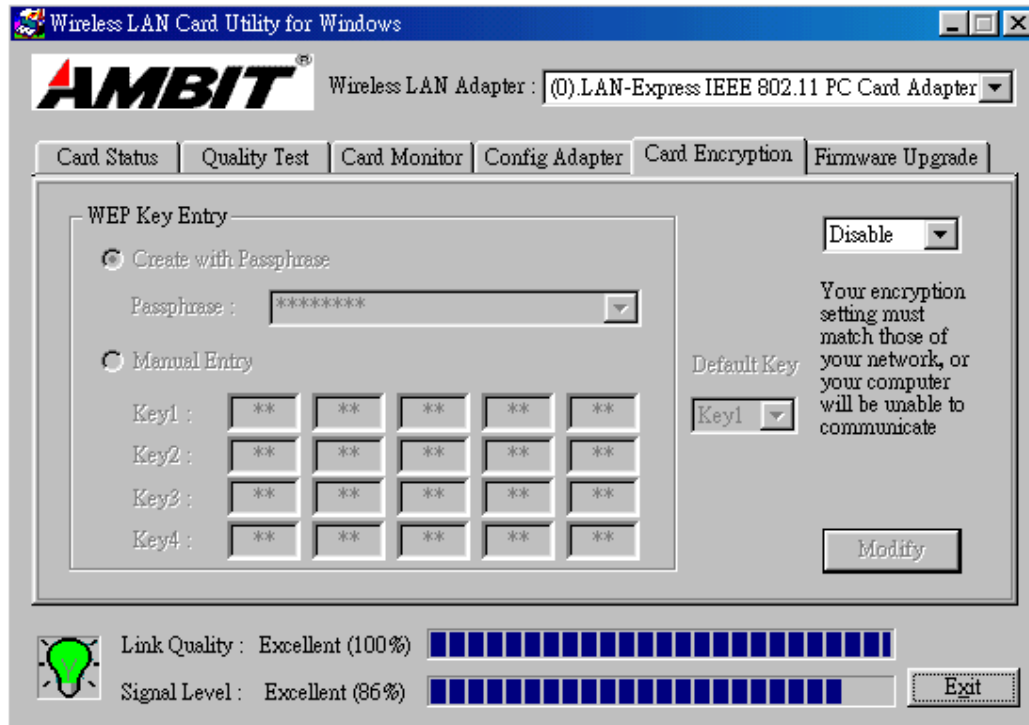 Wireless LAN Card Utility for Windows
AMBIT®
Wireless LAN Adapter : (0).LAN-Express IEEE 802.11 PC Card Adapter
Card Status Quality Test Card Monitor Config Adapter Card Encryption Firmware Upgrade
WEP Key Entry
Create with Passphrase
Passphrase : ********
Manual Entry
Key1 : ** ** ** ** **
Key2 : ** ** ** ** **
Key3 : ** ** ** ** **
Key4 : ** ** ** ** **
Default Key
Key1
Disable
Your encryption
setting must
match those of
your network, or
your computer
will be unable to
communicate
Modify
Link Quality : Excellent (100%)
Signal Level : Excellent (86%)
Exit